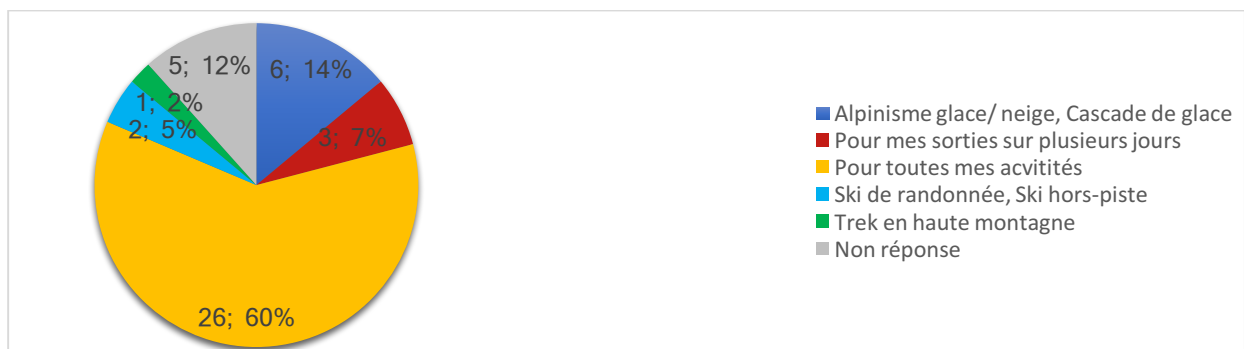 5; 12%
6; 14%
1; 2%
2; 5%
3; 7%
26; 60%
Alpinisme glace/ neige, Cascade de glace
Pour mes sorties sur plusieurs jours
Pour toutes mes acvitités
Ski de randonnée, Ski hors-piste
Trek en haute montagne
Non réponse